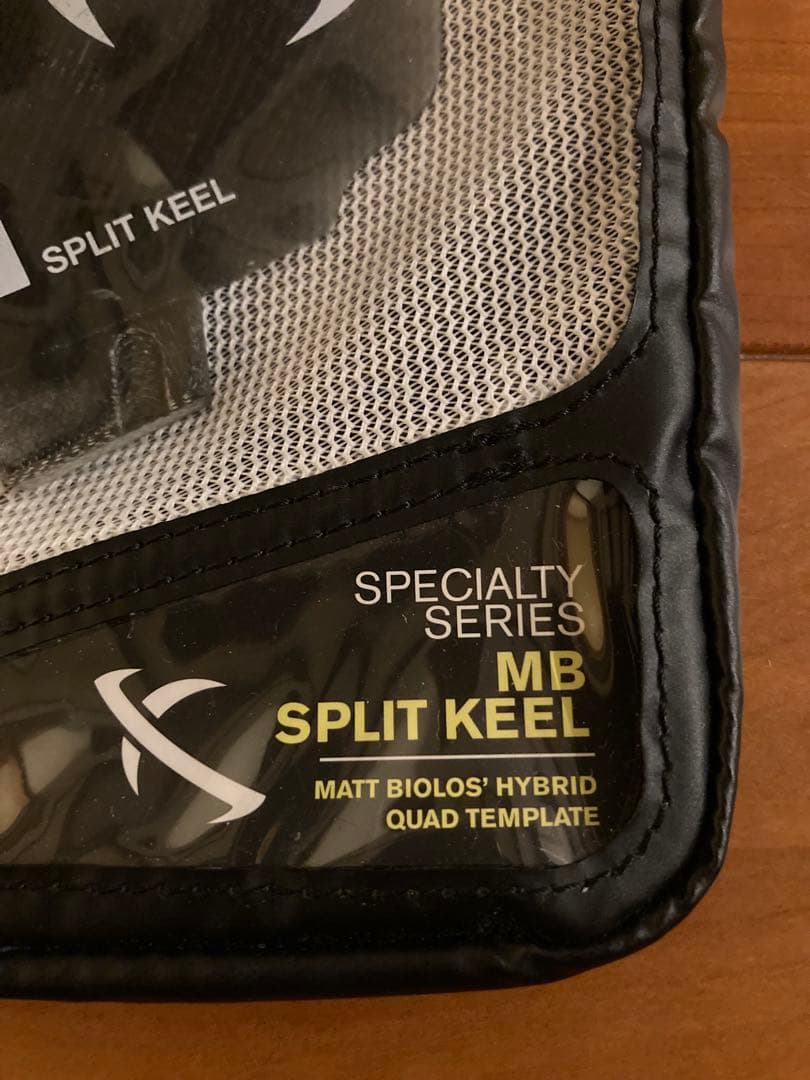 SPLIT KEEL
SPECIALTY
SERIES
MB
SPLIT KEEL
MATT BIOLOS' HYBRID
QUAD TEMPLATE